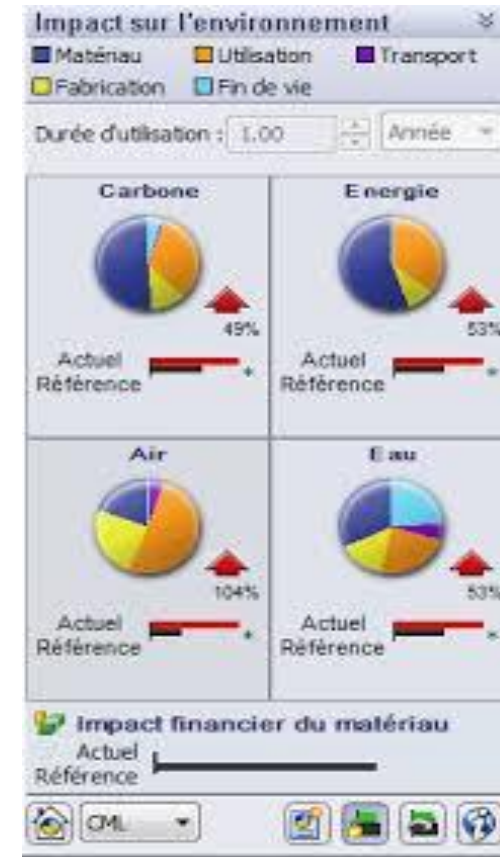 Impact sur l'environnement
Matériau Utilisation Transport
Fabrication Fin de vie
Durée d'utilisation : 1.00 Année
Carbone Energie
49% 53%
Actuel Actuel
Référence Référence
Air Eau
104% 53%
Actuel Actuel
Référence Référence
Impact financier du matériau
Actuel
Référence
CML